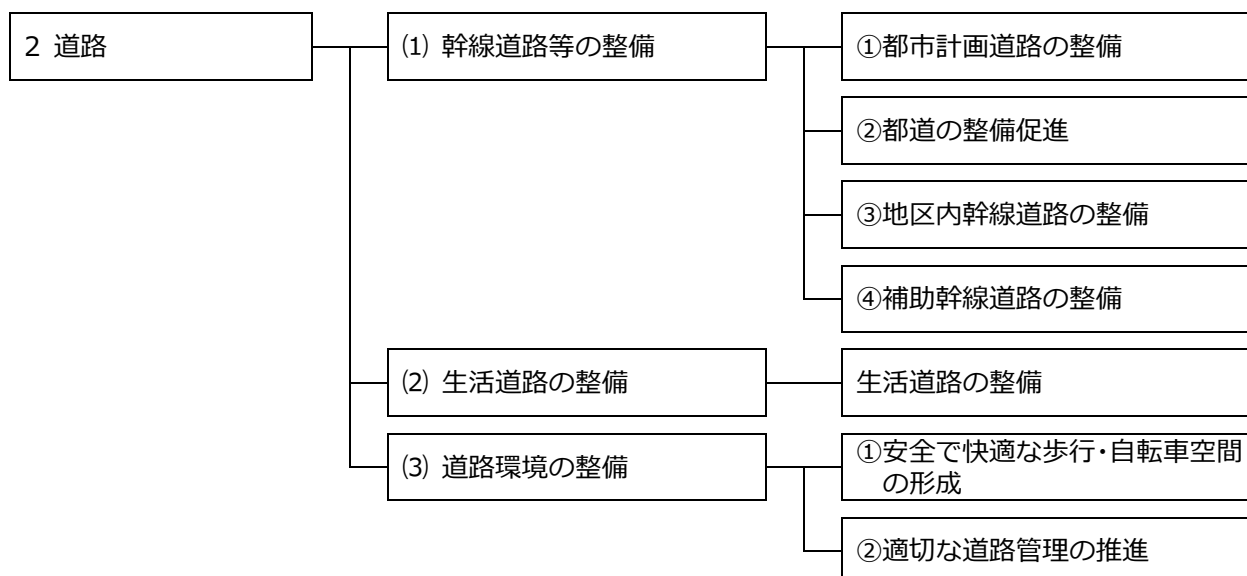 2 道路
⑴ 幹線道路等の整備
①都市計画道路の整備
②都道の整備促進
③地区内幹線道路の整備
④補助幹線道路の整備
⑵ 生活道路の整備
生活道路の整備
⑶ 道路環境の整備
①安全で快適な歩行・自転車空間
の形成
②適切な道路管理の推進